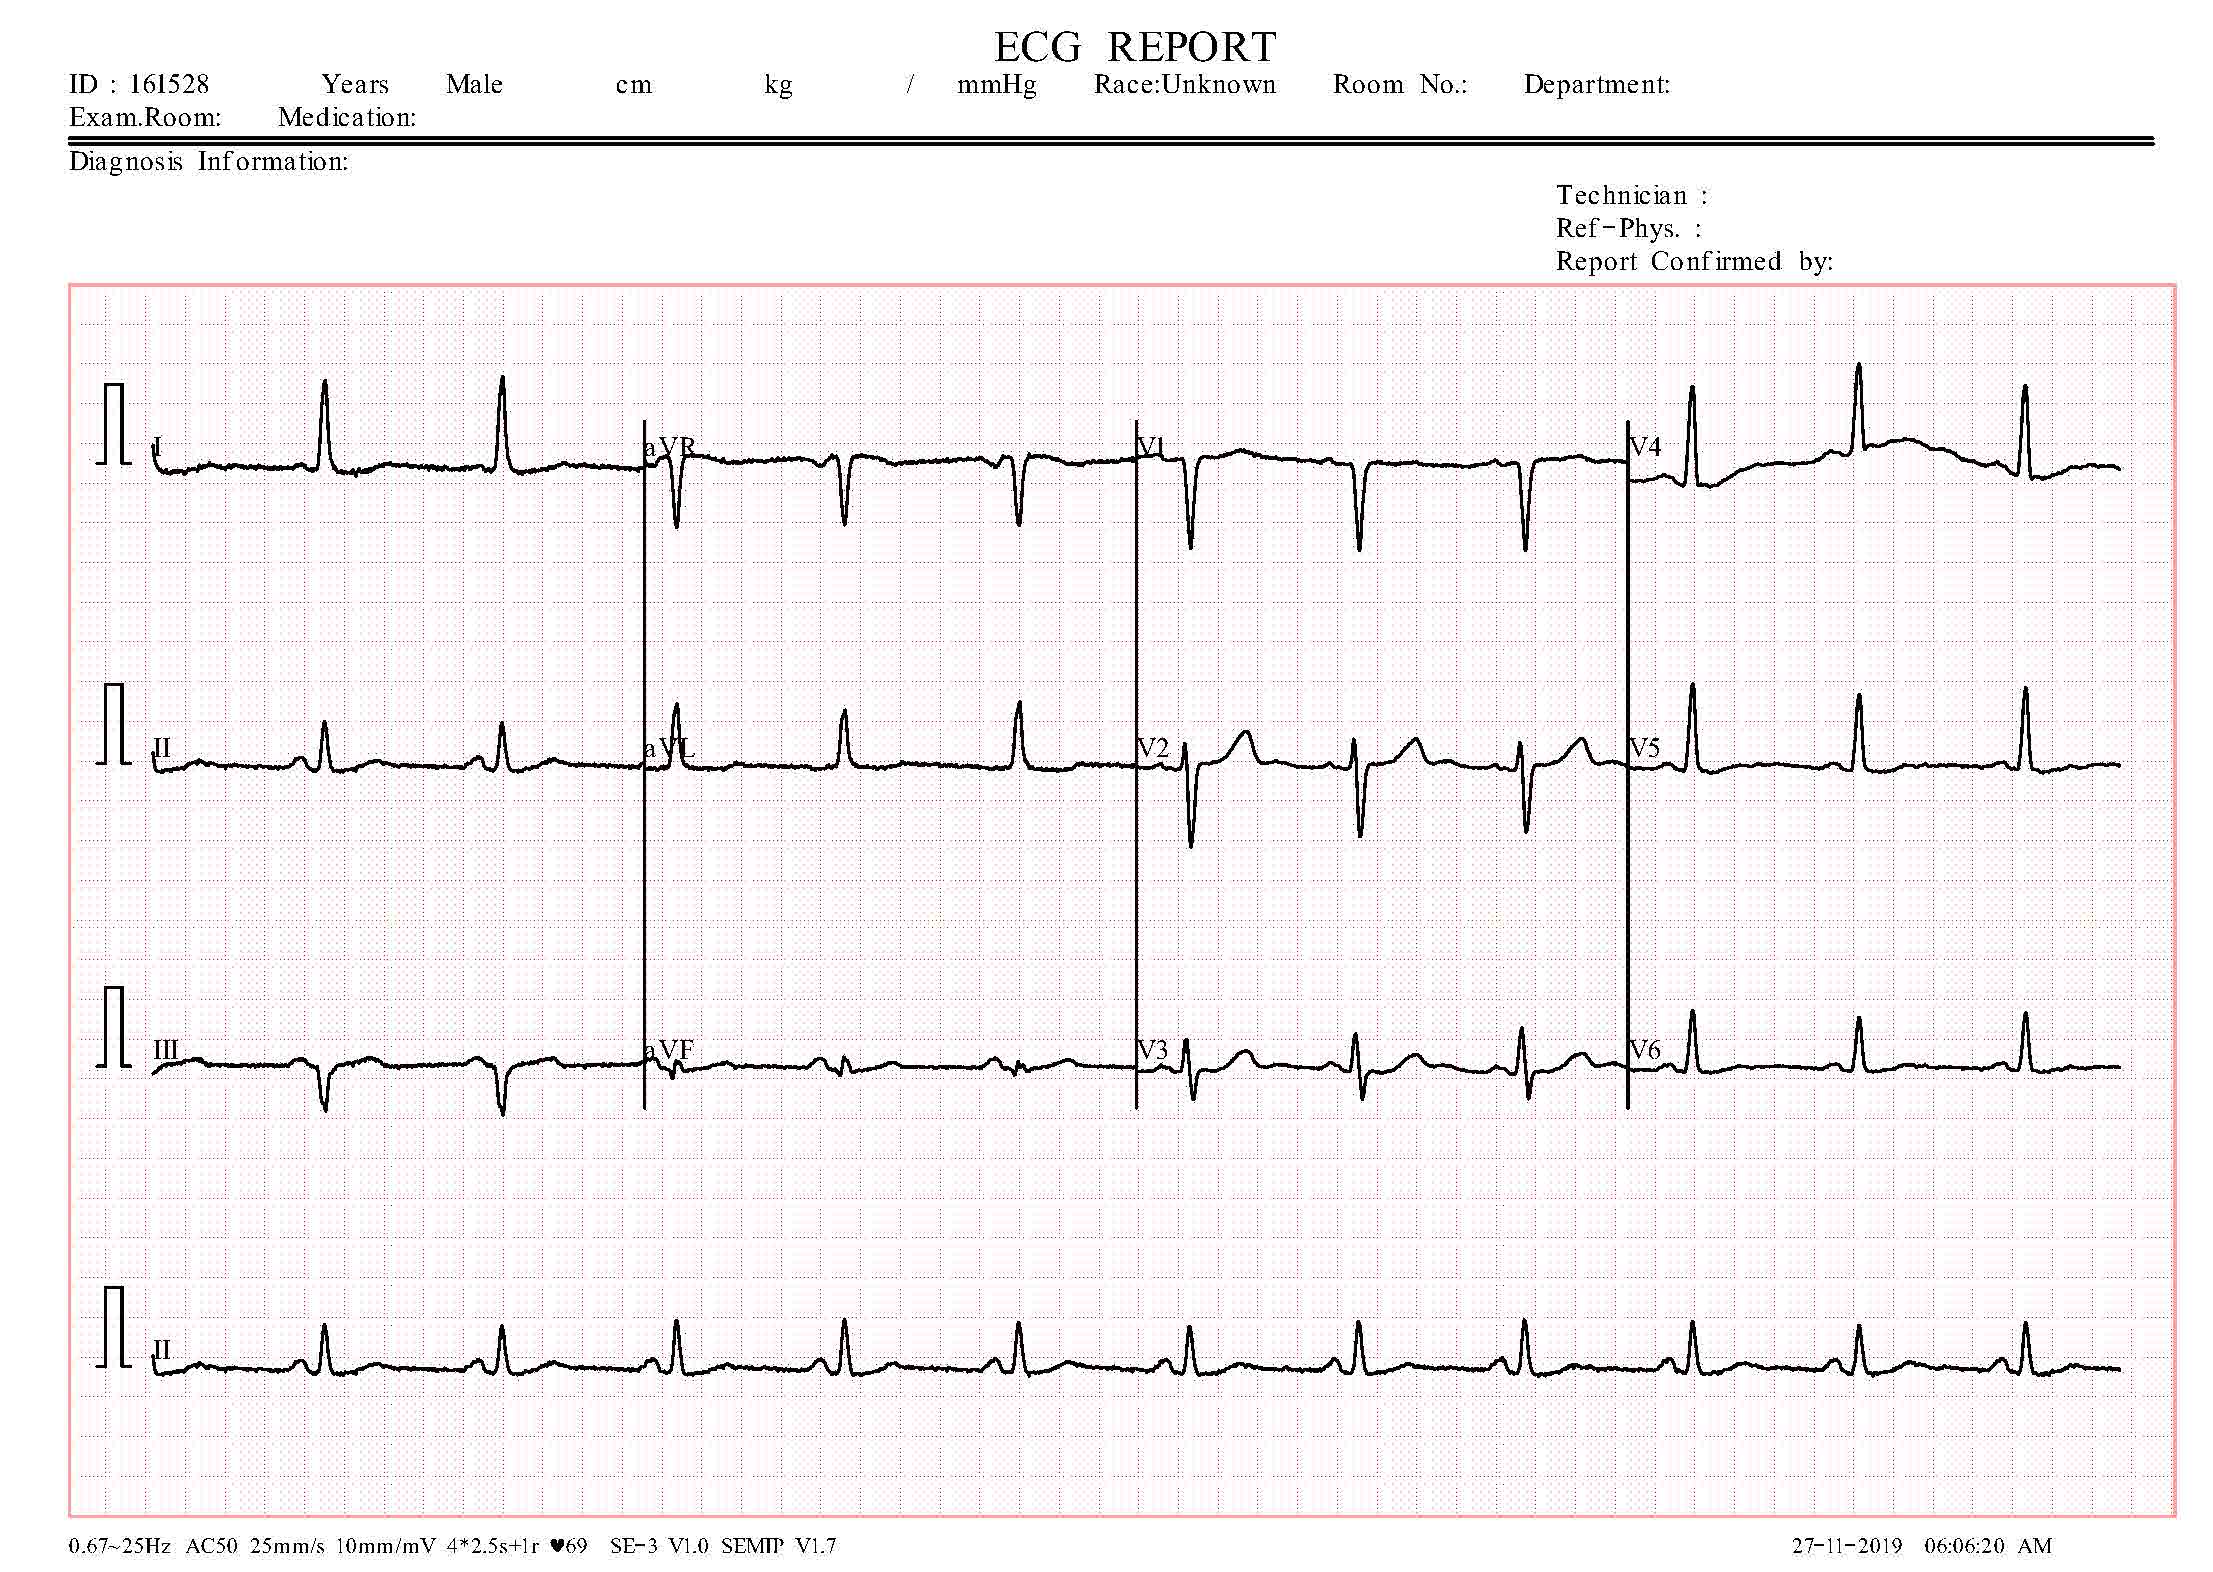 ECG REPORT
ID : 161528 Years Male cm kg / mmHg Race:Unknown Room No.: Department:
Exam.Room: Medication:
Diagnosis Information:
Technician :
Ref-Phys. :
Report Confirmed by:
I aVR V1 V4
II aVL V2 V5
III aVF V3 V6
II
0.67~25Hz AC50 25mm/s 10mm/mV 4*2.5s+1r ♥69 SE-3 V1.0 SEMIP V1.7 27-11-2019 06:06:20 AM